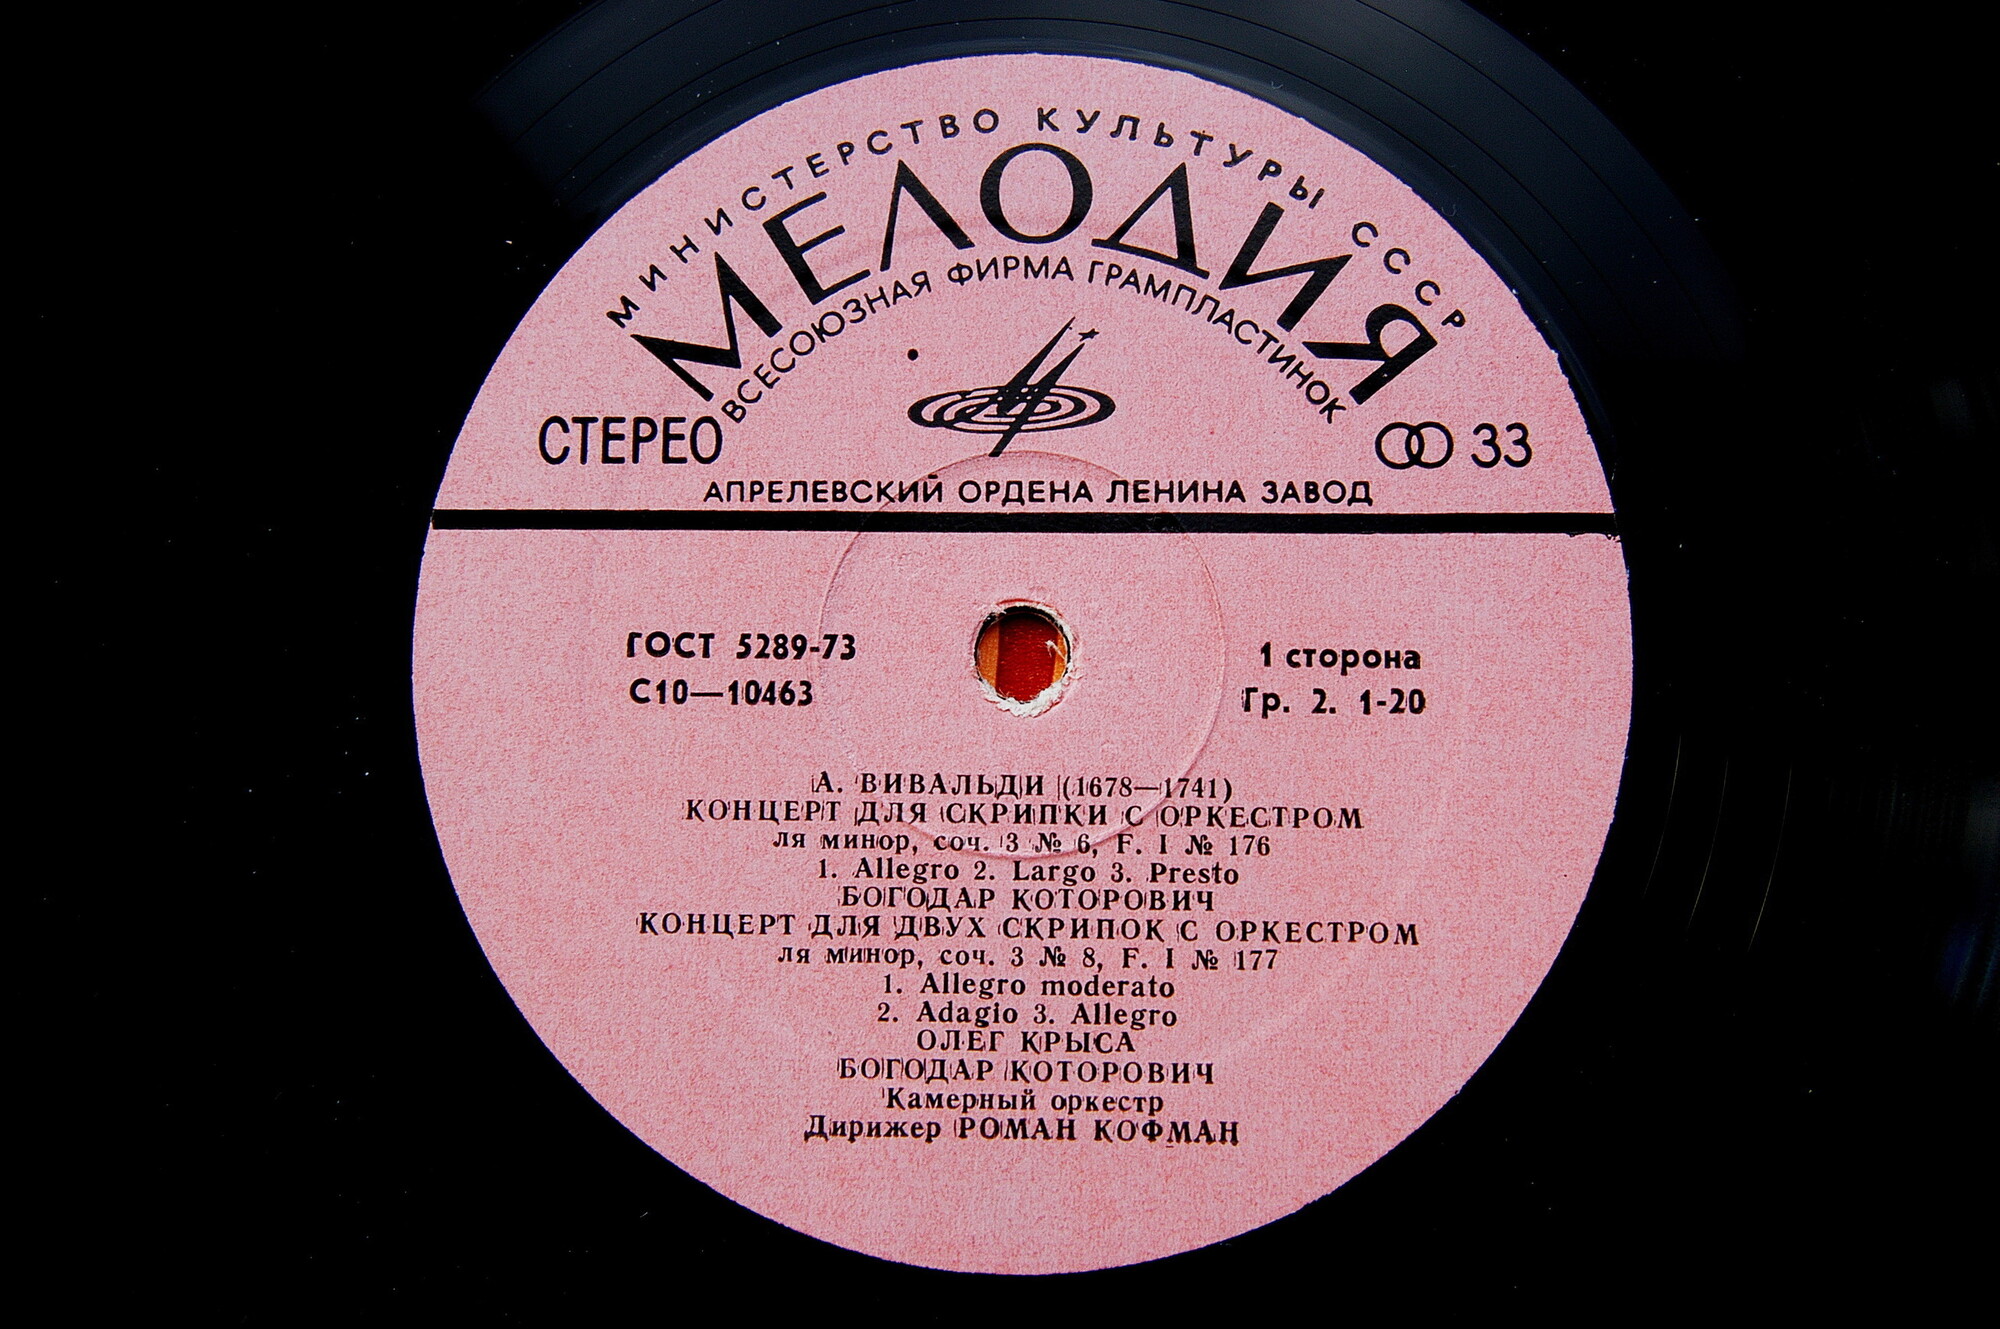 МИНИСТЕРСТВО КУЛЬТУРЫ СССР
МЕЛОДИЯ
ВСЕСОЮЗНАЯ ФИРМА ГРАМПЛАСТИНОК
СТЕРЕО
33
АПРЕЛЕВСКИЙ ОРДЕНА ЛЕНИНА ЗАВОД
ГОСТ 5289-73
С10—10463
1 сторона
Гр. 2. 1-20
А. ВИВАЛЬДИ (1678—1741)
КОНЦЕРТ ДЛЯ СКРИПКИ С ОРКЕСТРОМ
ля минор, соч. 3 № 6, F. I № 176
1. Allegro 2. Largo 3. Presto
БОГОДАР КОТОРОВИЧ
КОНЦЕРТ ДЛЯ ДВУХ СКРИПОК С ОРКЕСТРОМ
ля минор, соч. 3 № 8, F. I № 177
1. Allegro moderato
2. Adagio 3. Allegro
ОЛЕГ КРЫСА
БОГОДАР КОТОРОВИЧ
Камерный оркестр
Дирижер РОМАН КОФМАН